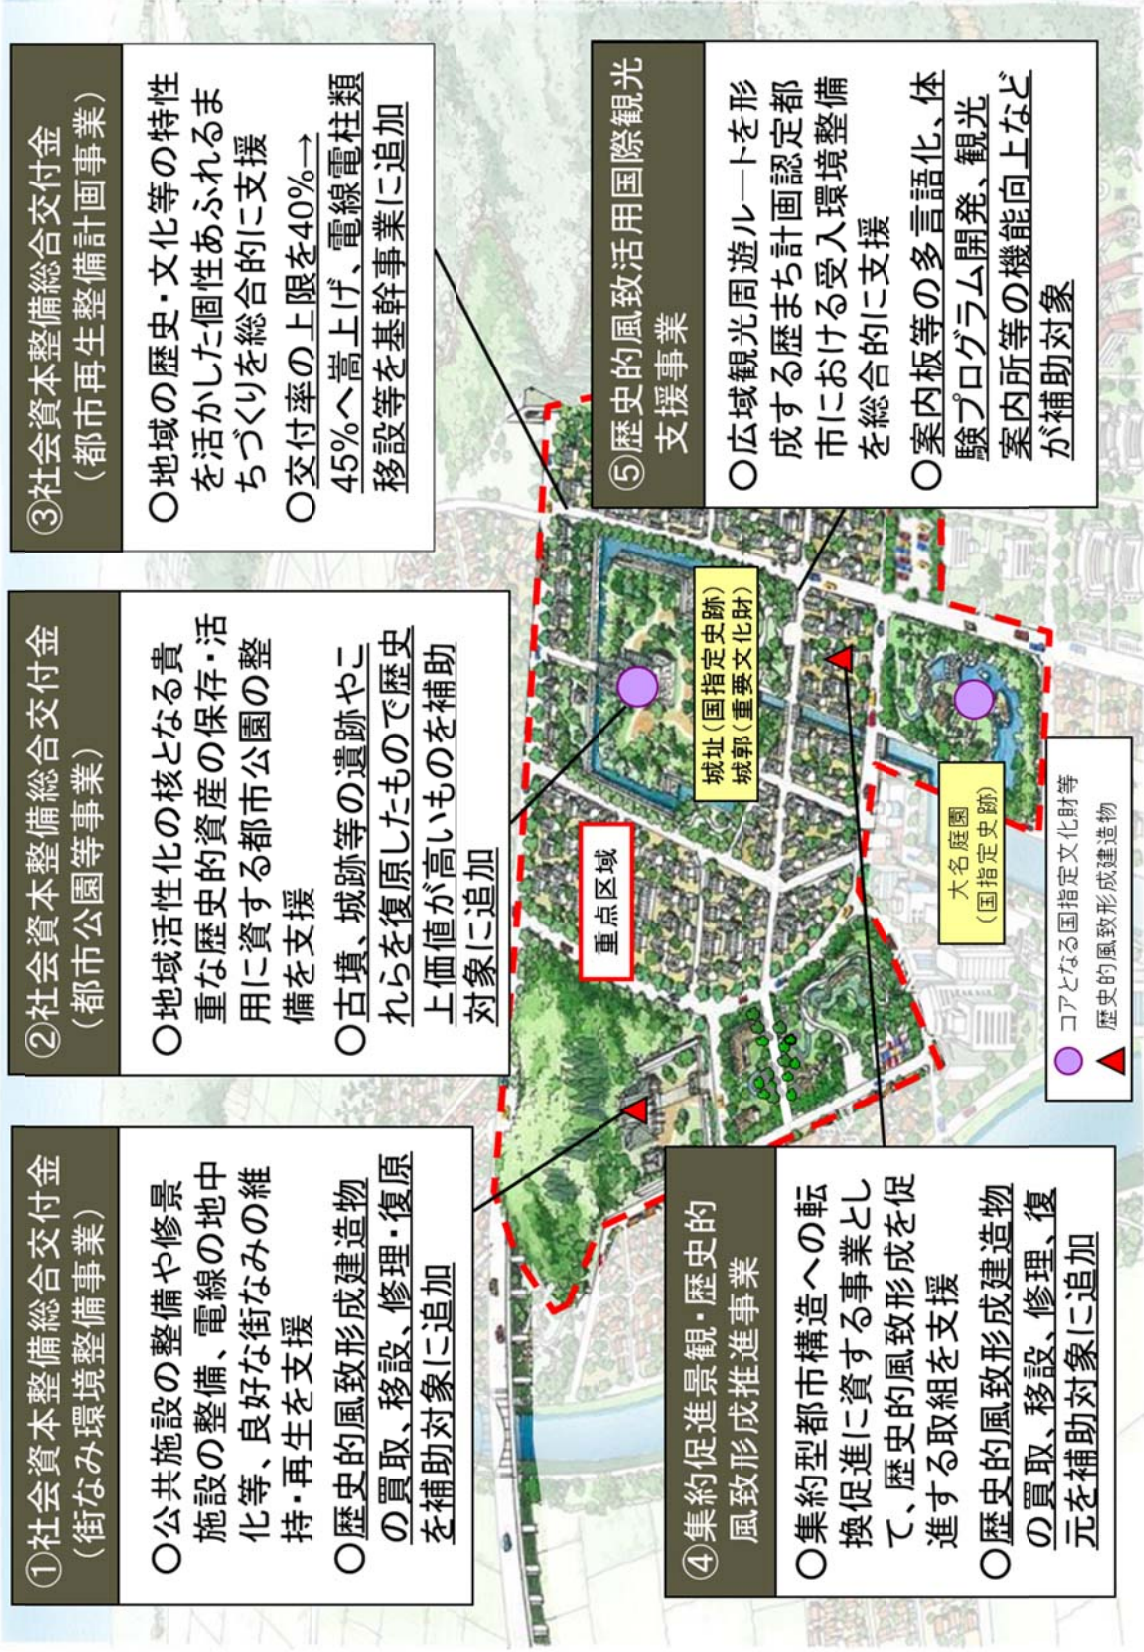 ①社会資本整備総合交付金
（街なみ環境整備事業）
〇公共施設の整備や修景
施設の整備、電線の地中
化等、良好な街なみの維
持・再生を支援
〇歴史的風致形成建造物
の買取、移設、修理・復原
を補助対象に追加
②社会資本整備総合交付金
（都市公園等事業）
〇地域活性化の核となる貴
重な歴史的資産の保存・活
用に資する都市公園の整
備を支援
〇古墳、城跡等の遺跡やこ
れらを復原したもので歴史
上価値が高いものを補助
対象に追加
③社会資本整備総合交付金
（都市再生整備計画事業）
〇地域の歴史・文化等の特性
を活かした個性あふれるま
ちづくりを総合的に支援
〇交付率の上限を40%→
45%へ嵩上げ、電線電柱類
移設等を基幹事業に追加
重点区域
城址（国指定史跡）
城郭（重要文化財）
大名庭園
（国指定史跡）
④集約促進景観・歴史的
風致形成推進事業
〇集約型都市構造への転
換促進に資する事業とし
て、歴史的風致形成を促
進する取組を支援
〇歴史的風致形成建造物
の買取、移設、修理、復
元を補助対象に追加
コアとなる国指定文化財等
歴史的風致形成建造物
⑤歴史的風致活用国際観光
支援事業
〇広域観光周遊ルートを形
成する歴まち計画認定都
市における受入環境整備
を総合的に支援
〇案内板等の多言語化、体
験プログラム開発、観光
案内所等の機能向上など
が補助対象